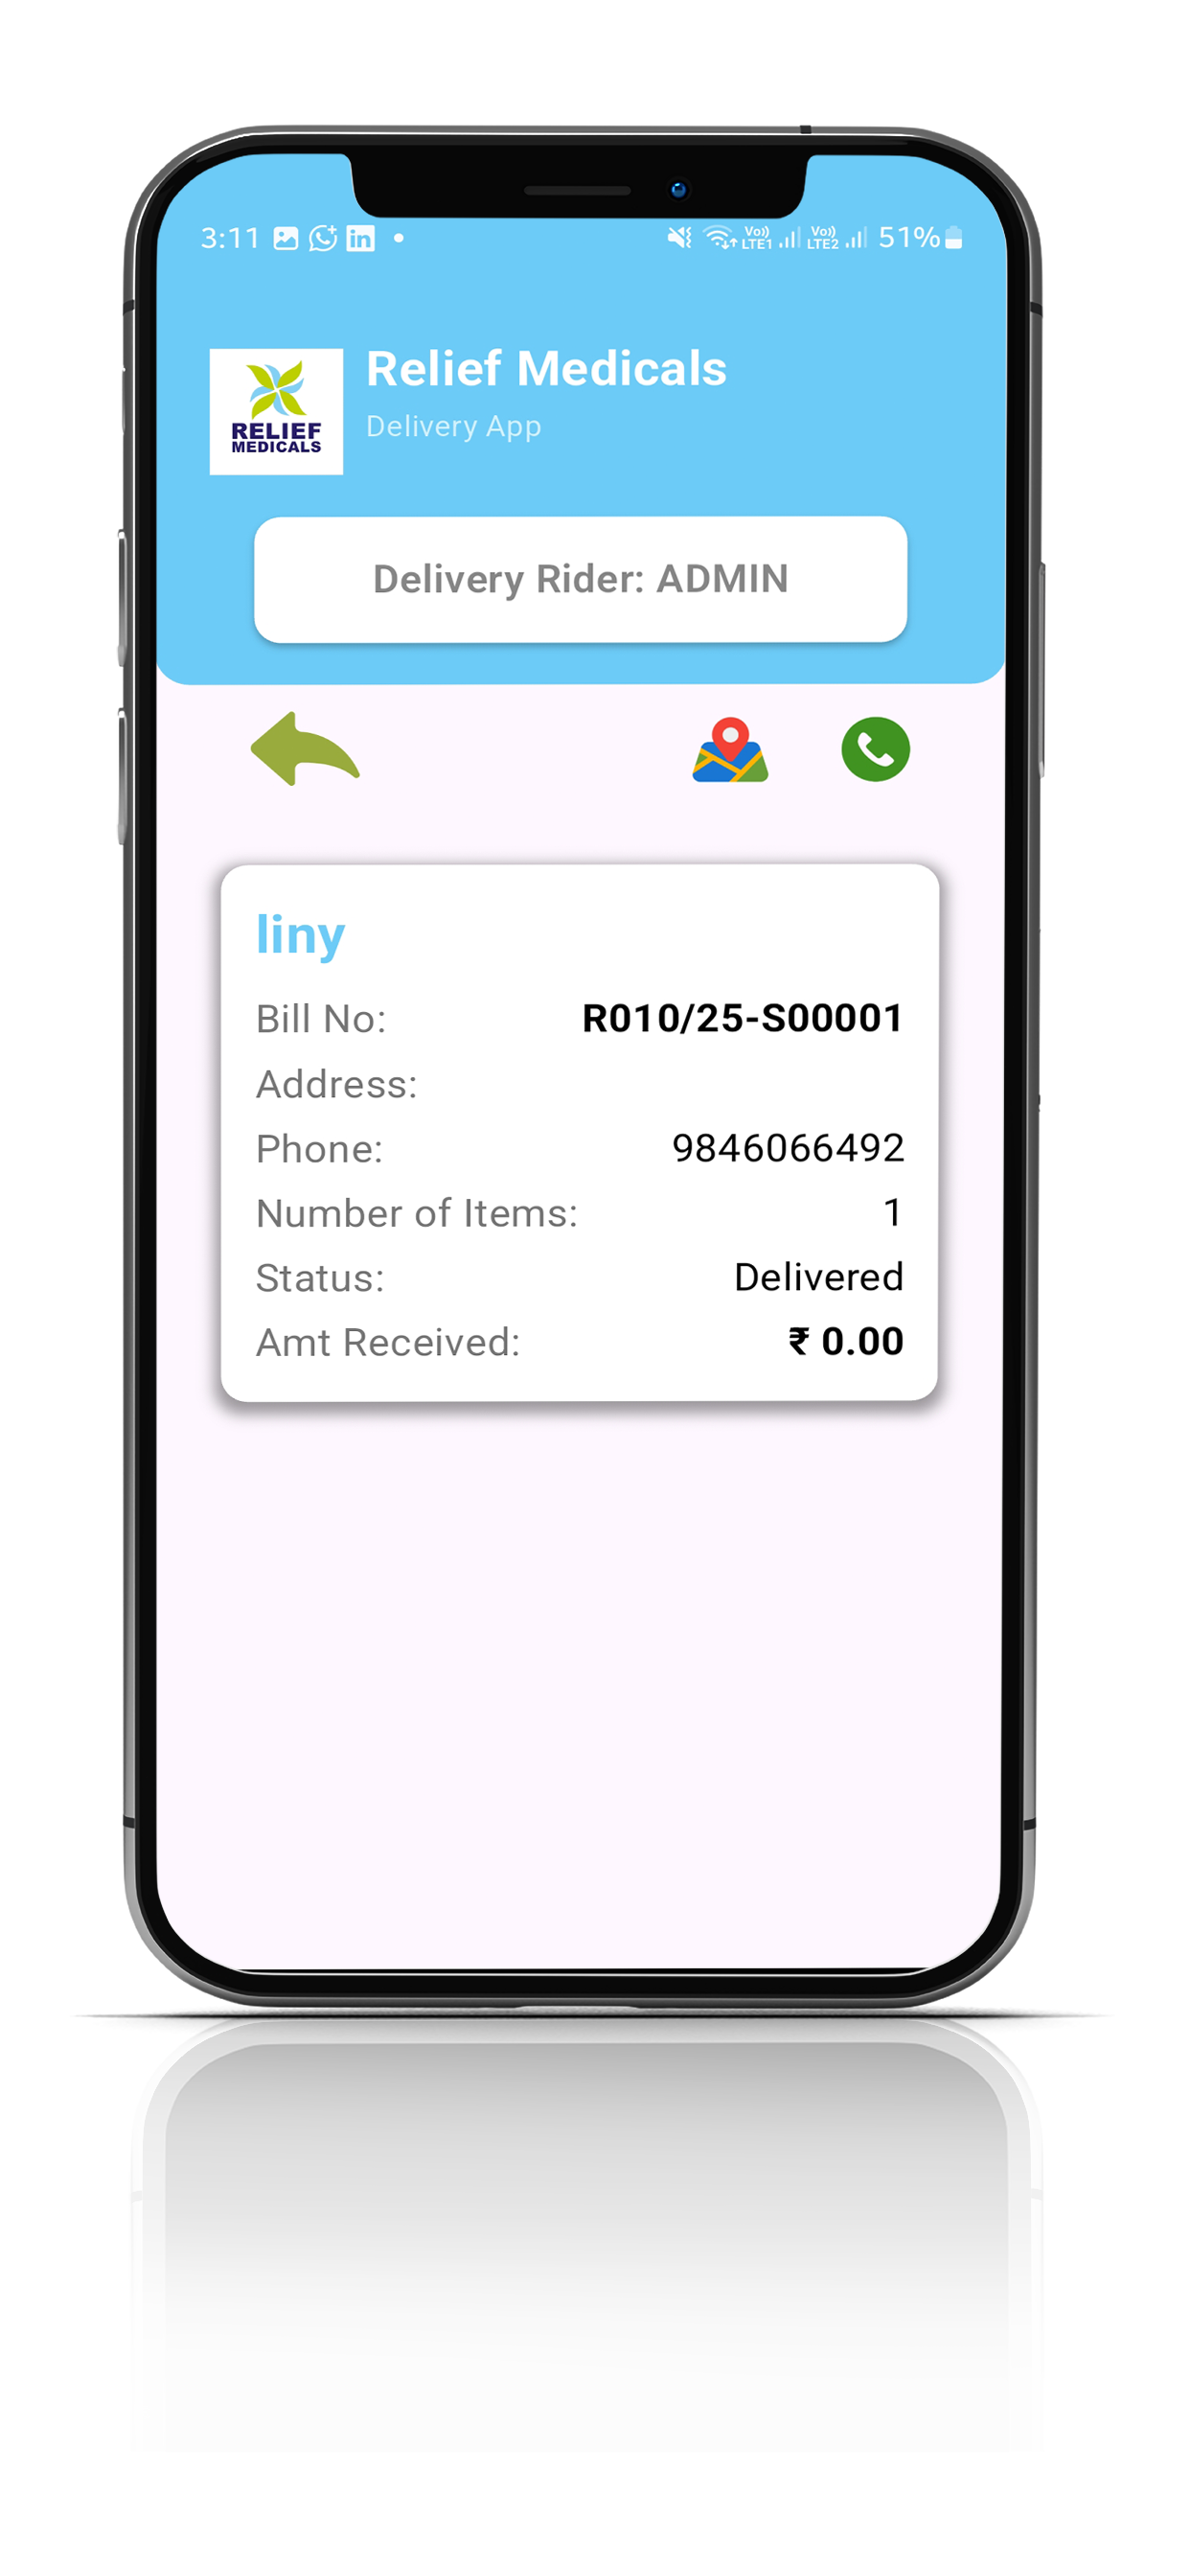 3:11
Vo)) LTE1 Vo)) LTE2 51%
Relief Medicals
Delivery App
RELIEF
MEDICALS
Delivery Rider: ADMIN
liny
Bill No: R010/25-S00001
Address:
Phone: 9846066492
Number of Items: 1
Status: Delivered
Amt Received: ₹ 0.00